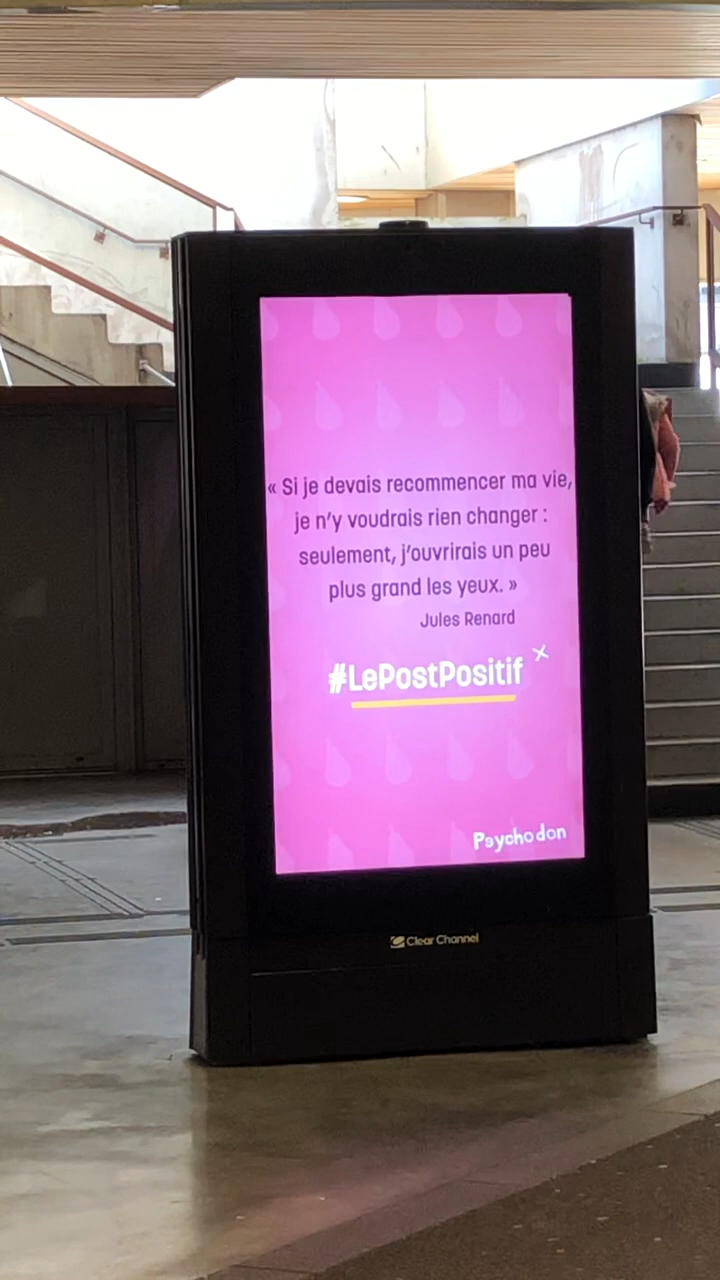 « Si je devais recommencer ma vie,
je n'y voudrais rien changer :
seulement, j'ouvrirais un peu
plus grand les yeux. »
Jules Renard
#LePostPositif
Psychodon
Clear Channel